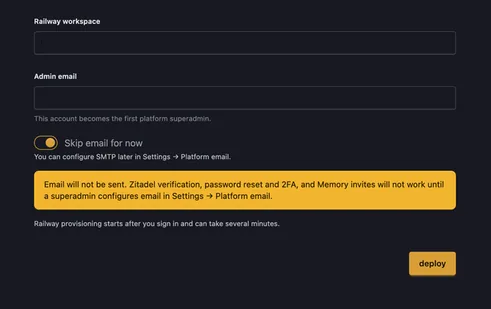 Railway workspace
Admin email
This account becomes the first platform superadmin.
Skip email for now
You can configure SMTP later in Settings → Platform email.
Email will not be sent. Zitadel verification, password reset and 2FA, and Memory invites will not work until
a superadmin configures email in Settings → Platform email.
Railway provisioning starts after you sign in and can take several minutes.
deploy